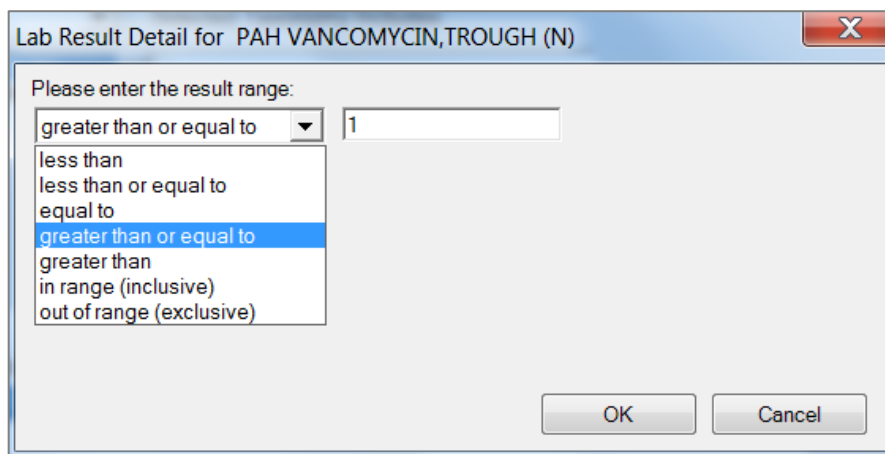 Lab Result Detail for  PAH VANCOMYCIN,TROUGH (N)
Please enter the result range:
greater than or equal to 1
less than
less than or equal to
equal to
greater than or equal to
greater than
in range (inclusive)
out of range (exclusive)
OK Cancel